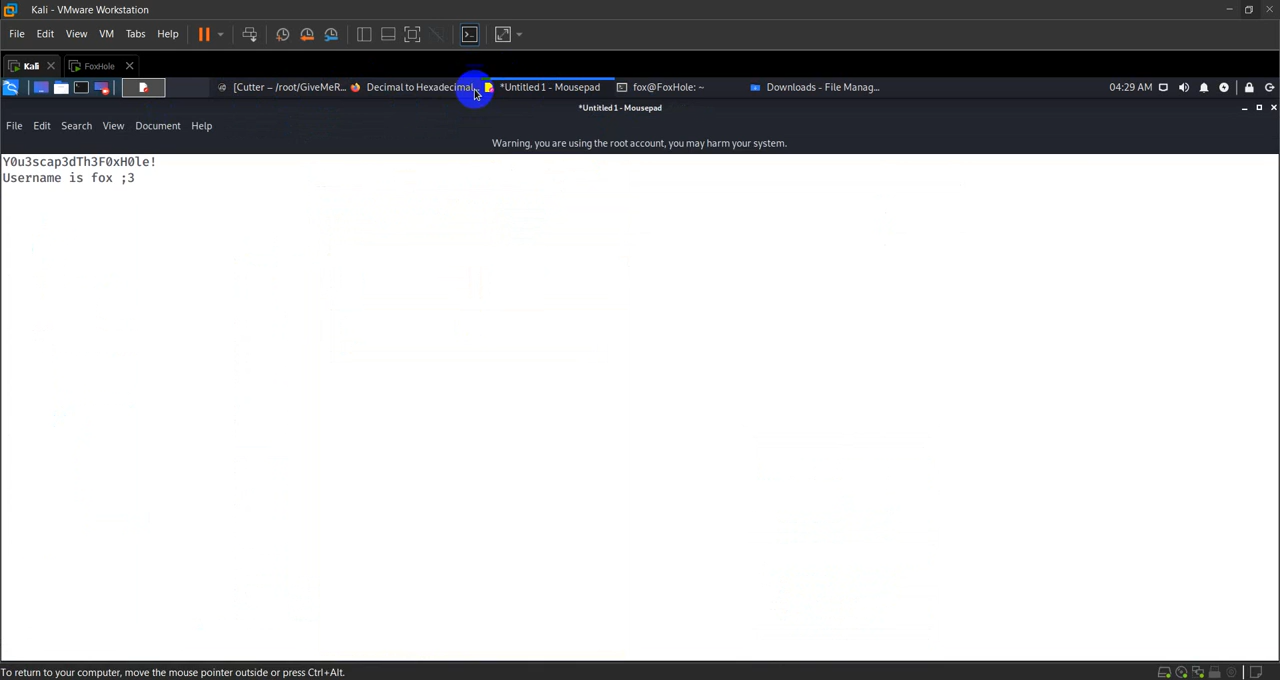 Kali - VMware Workstation
File Edit View VM Tabs Help
Kali FoxHole
[Cutter – /root/GiveMeR... Decimal to Hexadecimal... *Untitled 1 - Mousepad fox@FoxHole: ~ Downloads - File Manag... 04:29 AM
*Untitled 1 - Mousepad
File Edit Search View Document Help
Warning, you are using the root account, you may harm your system.
Y0u3scap3dTh3F0xH0le!
Username is fox ;3
To return to your computer, move the mouse pointer outside or press Ctrl+Alt.